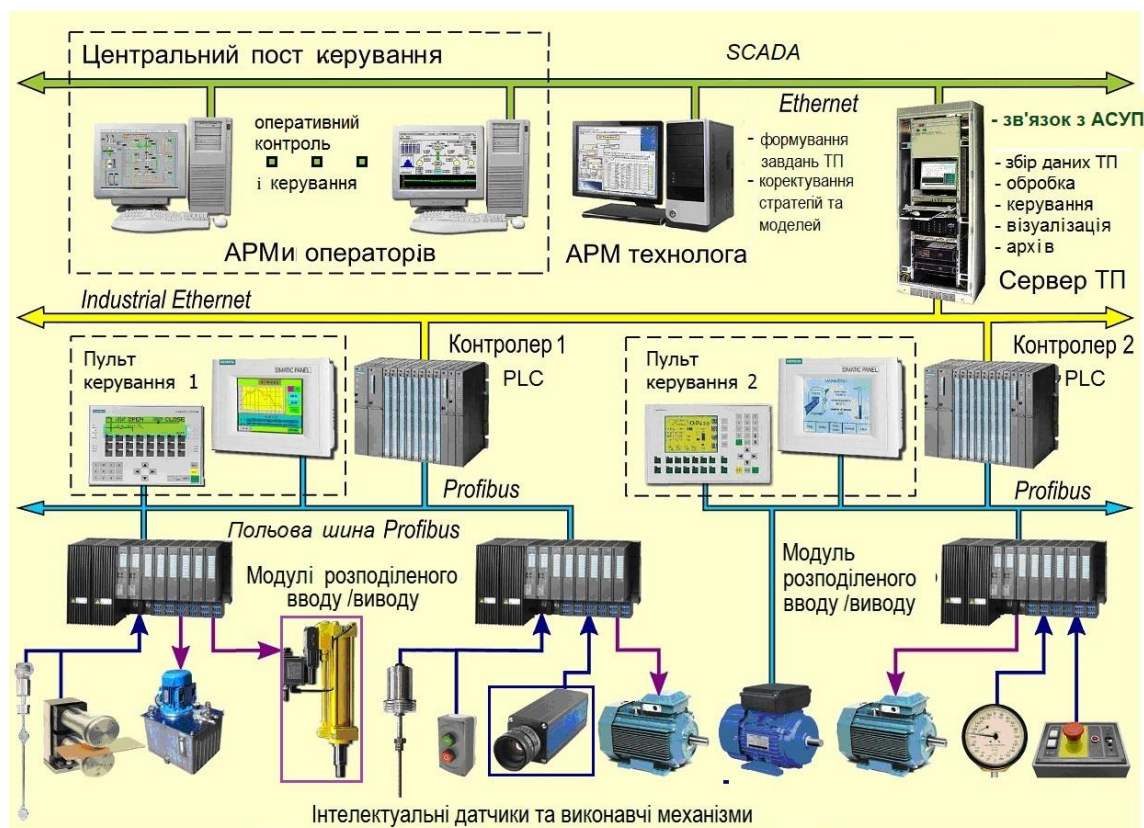 Центральний пост керування
SCADA
Ethernet
оперативний
контроль
і керування
АРМи операторів
- формування
завдань ТП
- коректування
стратегій та
моделей
АРМ технолога
- зв'язок з АСУП
- збір даних ТП
- обробка
- керування
- візуалізація
- архів
Сервер ТП
Industrial Ethernet
Пульт
керування 1
SIEMENS
SIMATIC PANEL
Контролер 1
PLC
Пульт
керування 2
SIMATIC PANEL
Контролер 2
PLC
Profibus
Profibus
Польова шина Profibus
Модулі розподіленого
вводу /виводу
Модуль
розподіленого
вводу /виводу
Інтелектуальні датчики та виконавчі механізми